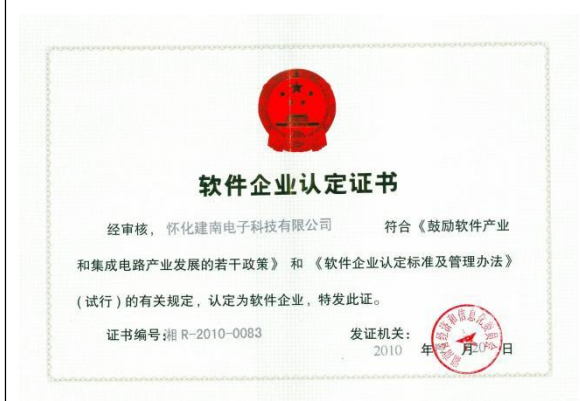 软件企业认定证书
经审核，怀化建南电子科技有限公司 符合《鼓励软件产业
和集成电路产业发展的若干政策》和《软件企业认定标准及管理办法》
(试行)的有关规定，认定为软件企业，特发此证。
证书编号:湘 R-2010-0083 发证机关:
2010 年 月20 日